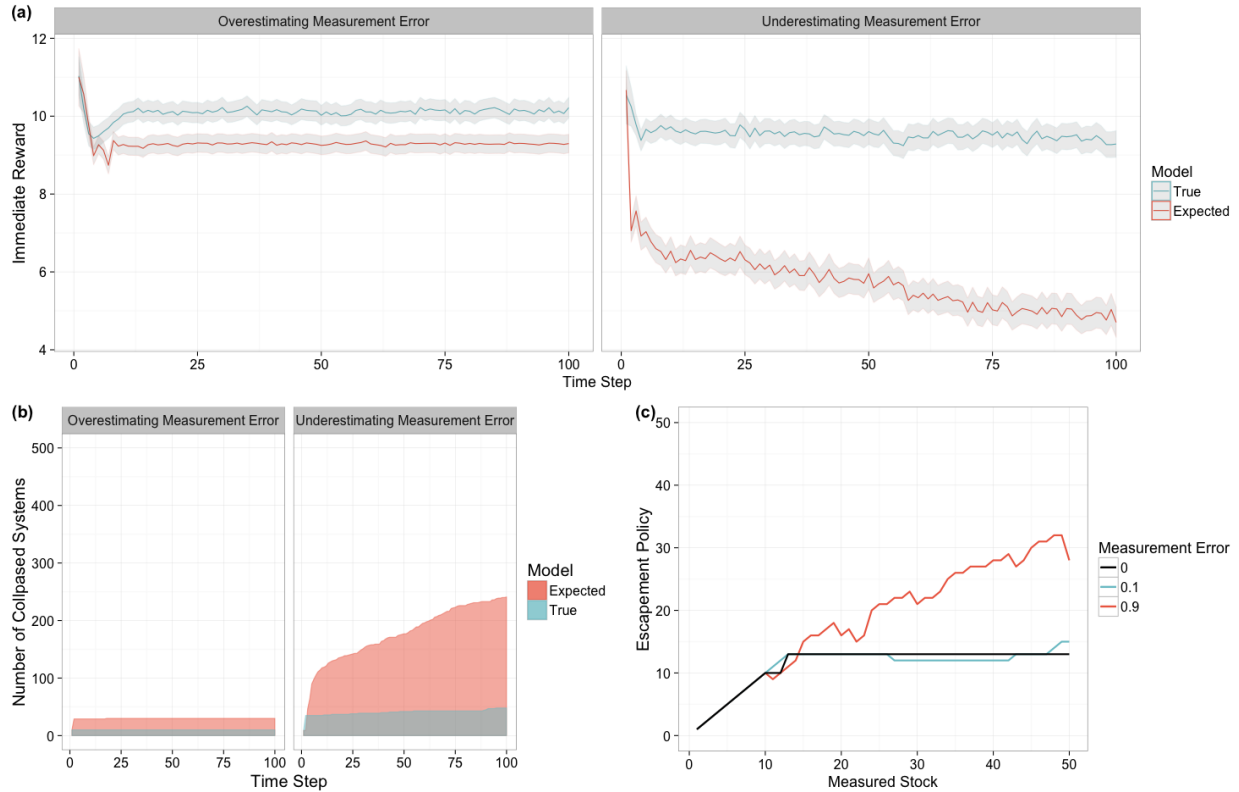 (a)
Overestimating Measurement Error
Underestimating Measurement Error
12
10
8
6
4
Immediate Reward
0 25 50 75 100
0 25 50 75 100
Time Step
Model
True
Expected
(b)
Overestimating Measurement Error
Underestimating Measurement Error
500
400
300
200
100
0
Number of Collpased Systems
0 25 50 75 100
0 25 50 75 100
Time Step
Model
Expected
True
(c)
50
40
30
20
10
0
Escapement Policy
0 10 20 30 40 50
Measured Stock
Measurement Error
0
0.1
0.9